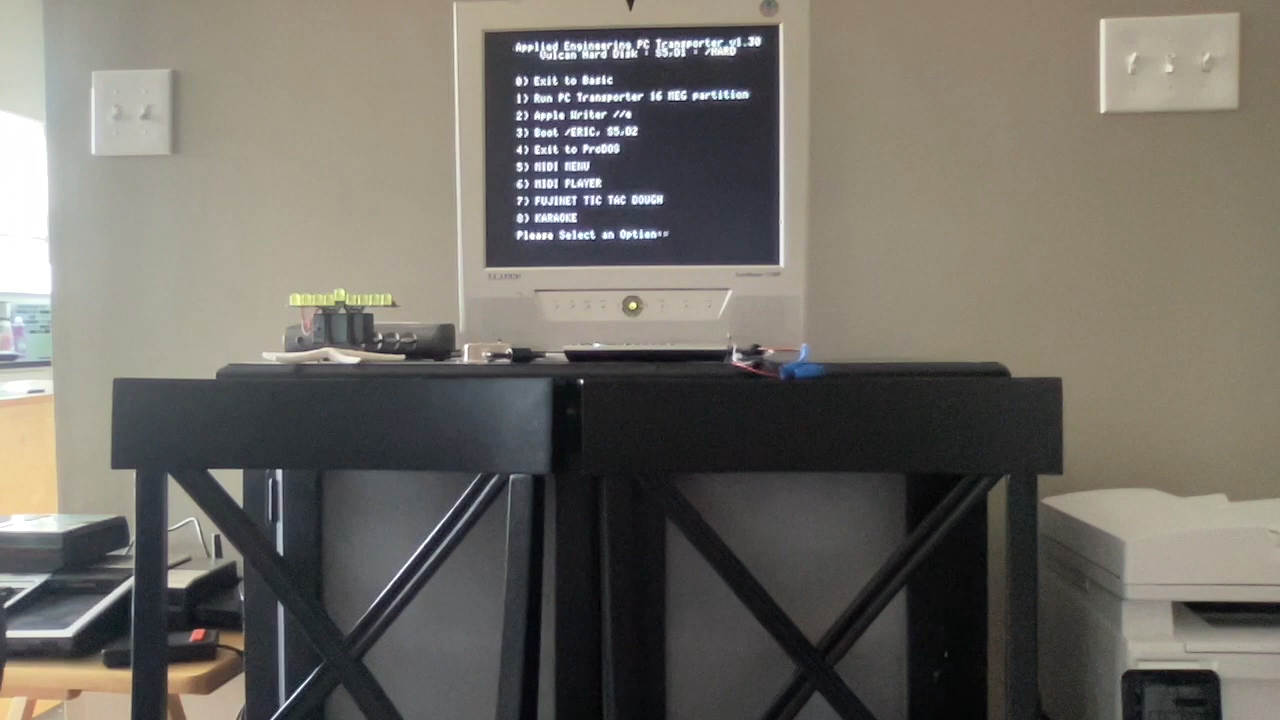 Applied Engineering PC Transporter v1.30
Vulcan Hard Disk : S5,D1 : /HARD
0) Exit to Basic
1) Run PC Transporter 16 MEG partition
2) Apple Writer //e
3) Boot /ERIC, S5,D2
4) Exit to ProDOS
5) MIDI MENU
6) MIDI PLAYER
7) FUJINET TIC TAC DOUGH
8) KARAOKE
Please Select an Option